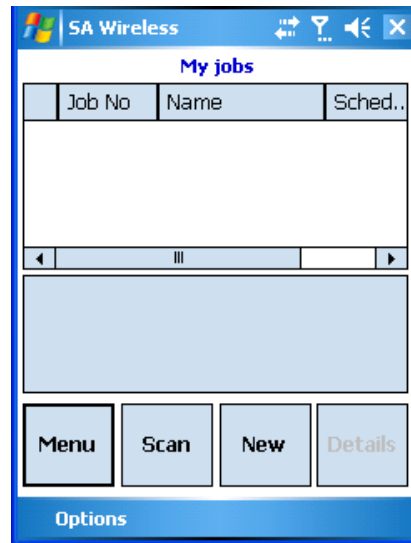 SA Wireless
My jobs
Job No Name Sched..
Menu Scan New Details
Options